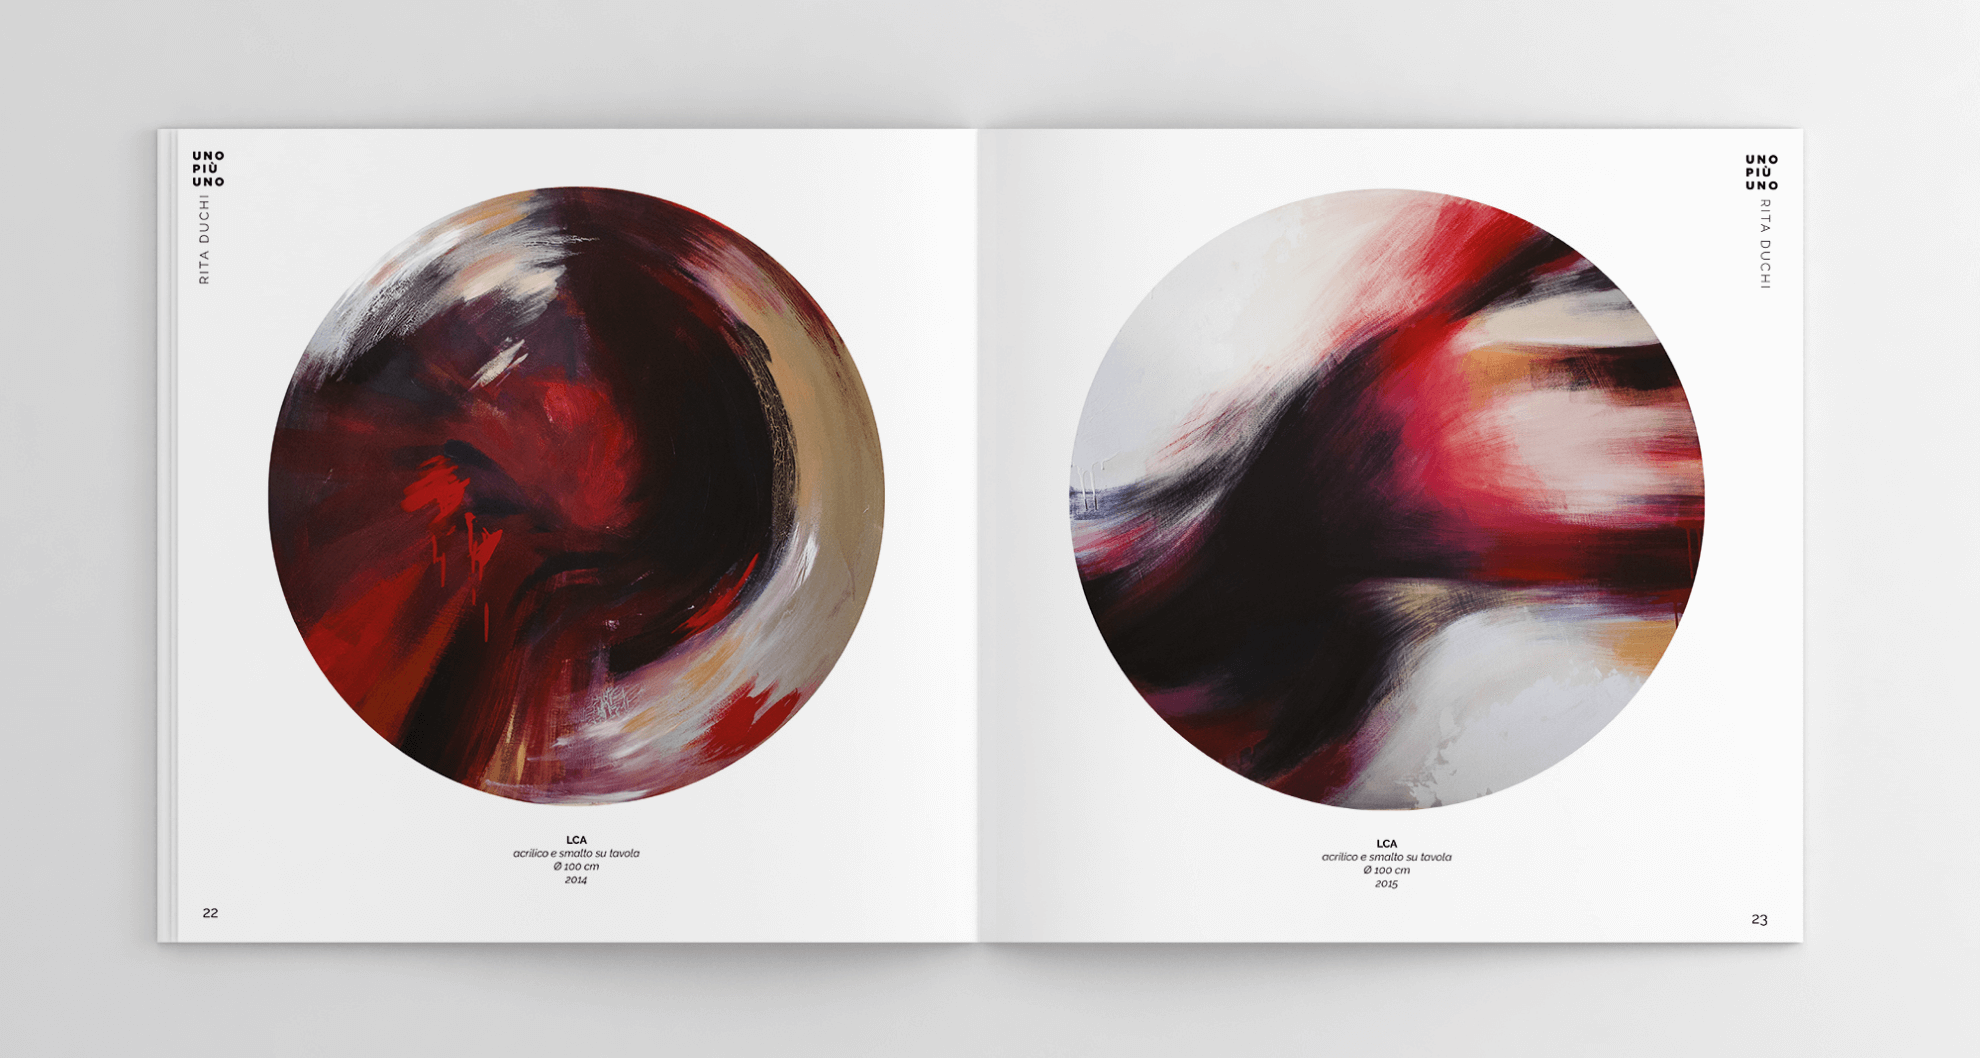 UNO
PIÙ
UNO
RITA DUCHI
LCA
acrilico e smalto su tavola
Ø 100 cm
2014
22
UNO
PIÙ
UNO
RITA DUCHI
LCA
acrilico e smalto su tavola
Ø 100 cm
2015
23